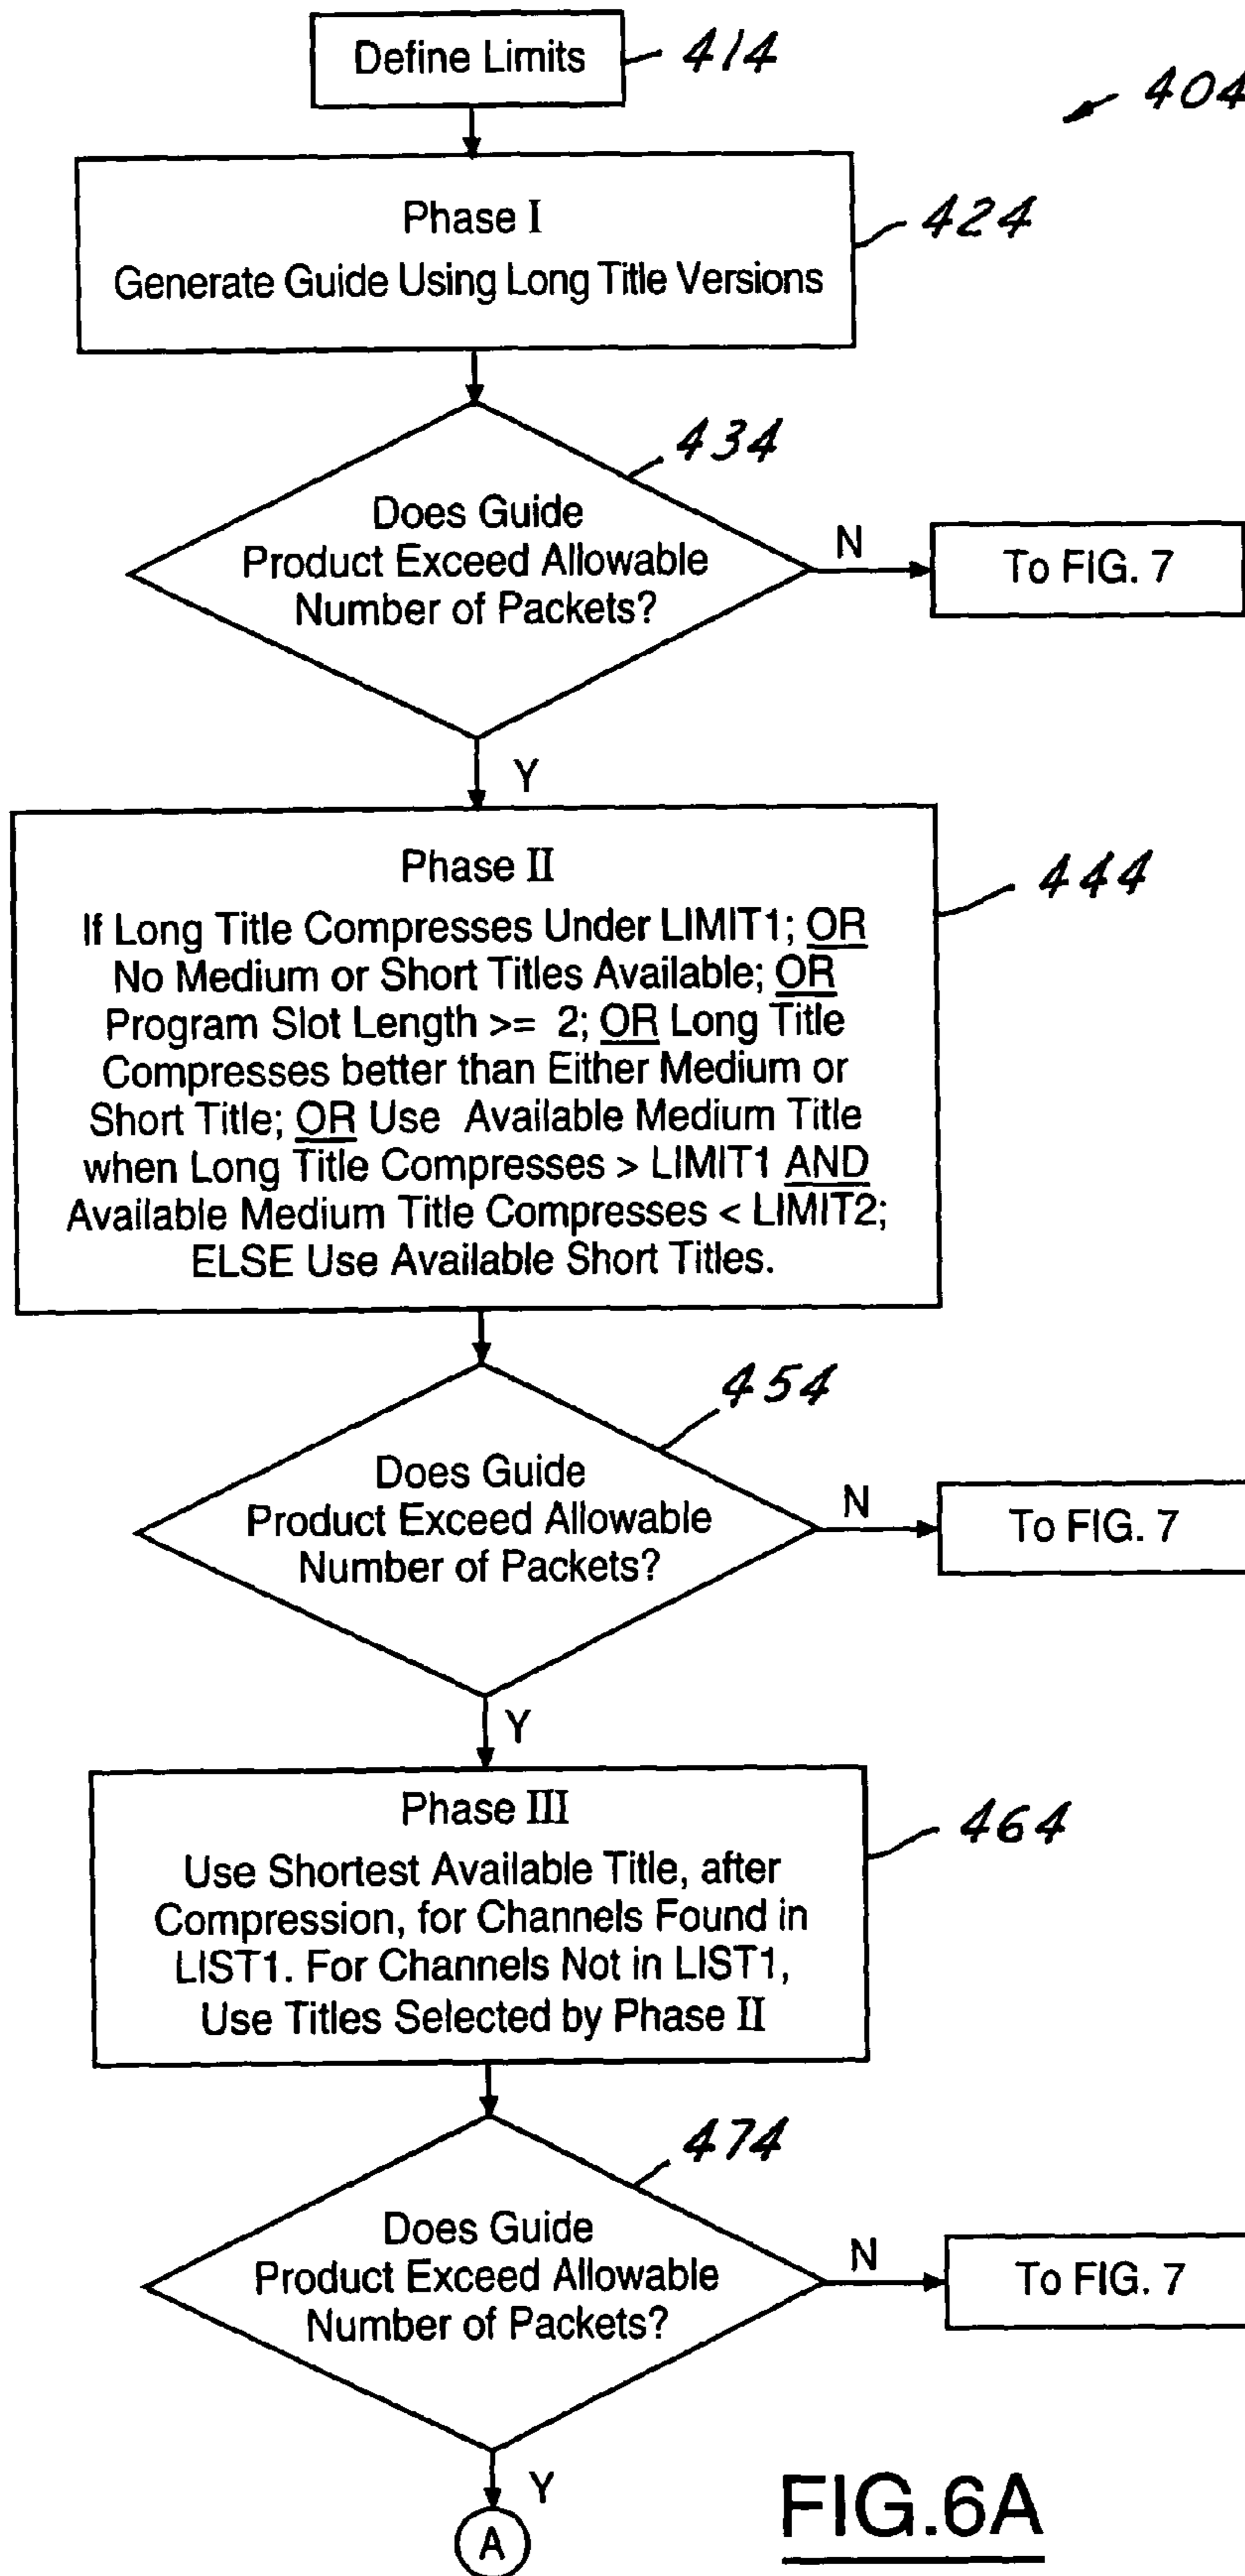 Define Limits
414
404
Phase I
Generate Guide Using Long Title Versions
424
434
Does Guide
Product Exceed Allowable
Number of Packets?
N
To FIG. 7
Y
Phase II
If Long Title Compresses Under LIMIT1; OR
No Medium or Short Titles Available; OR
Program Slot Length >= 2; OR Long Title
Compresses better than Either Medium or
Short Title; OR Use Available Medium Title
when Long Title Compresses > LIMIT1 AND
Available Medium Title Compresses < LIMIT2;
ELSE Use Available Short Titles.
444
454
Does Guide
Product Exceed Allowable
Number of Packets?
N
To FIG. 7
Y
Phase III
Use Shortest Available Title, after
Compression, for Channels Found in
LIST1. For Channels Not in LIST1,
Use Titles Selected by Phase II
464
474
Does Guide
Product Exceed Allowable
Number of Packets?
N
To FIG. 7
Y
A
FIG.6A